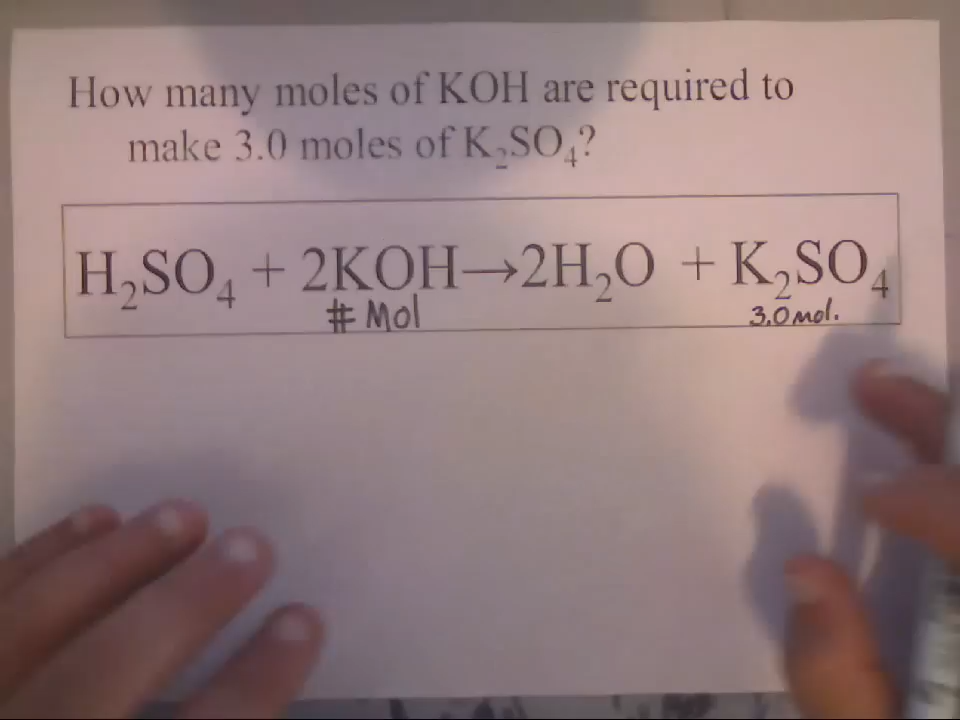 How many moles of KOH are required to
make 3.0 moles of K₂SO₄?
H₂SO₄ + 2KOH→2H₂O + K₂SO₄
# Mol 3.0 mol.